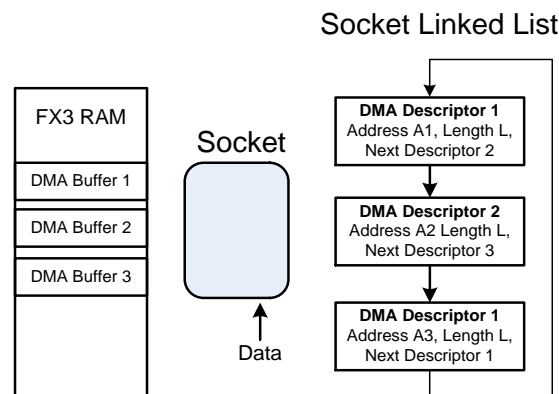 Socket Linked List
FX3 RAM
DMA Buffer 1
DMA Buffer 2
DMA Buffer 3
Socket
Data
DMA Descriptor 1
Address A1, Length L,
Next Descriptor 2
DMA Descriptor 2
Address A2 Length L,
Next Descriptor 3
DMA Descriptor 1
Address A3, Length L,
Next Descriptor 1